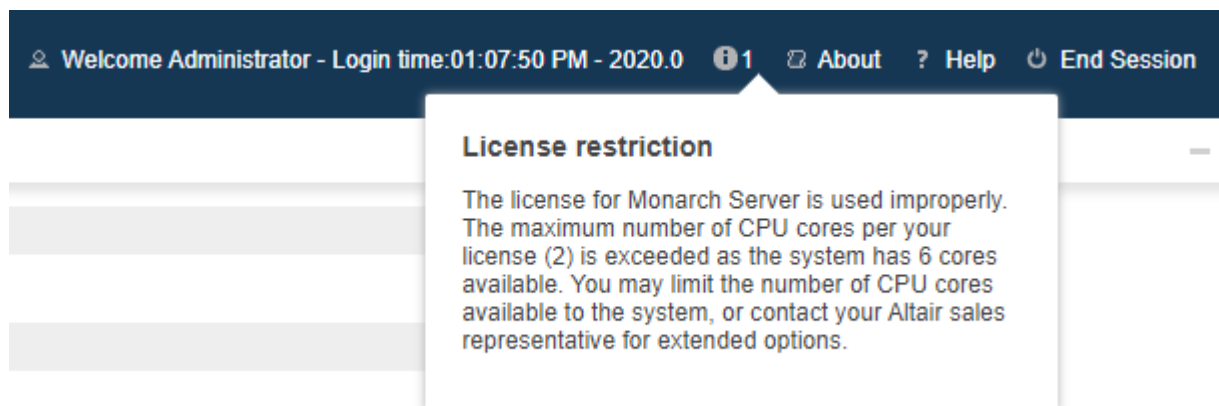 Welcome Administrator - Login time:01:07:50 PM - 2020.0 1 About ? Help End Session
License restriction
The license for Monarch Server is used improperly.
The maximum number of CPU cores per your
license (2) is exceeded as the system has 6 cores
available. You may limit the number of CPU cores
available to the system, or contact your Altair sales
representative for extended options.